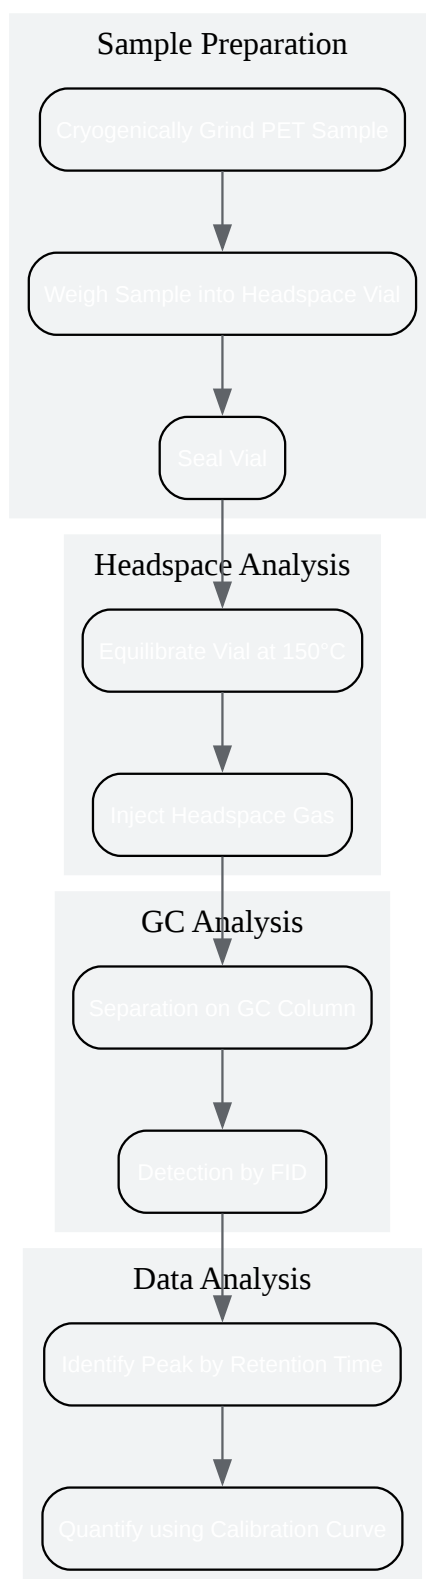 Sample Preparation
Cryogenically Grind PET Sample
Weigh Sample into Headspace Vial
Seal Vial
Headspace Analysis
Equilibrate Vial at 150°C
Inject Headspace Gas
GC Analysis
Separation on GC Column
Detection by FID
Data Analysis
Identify Peak by Retention Time
Quantify using Calibration Curve